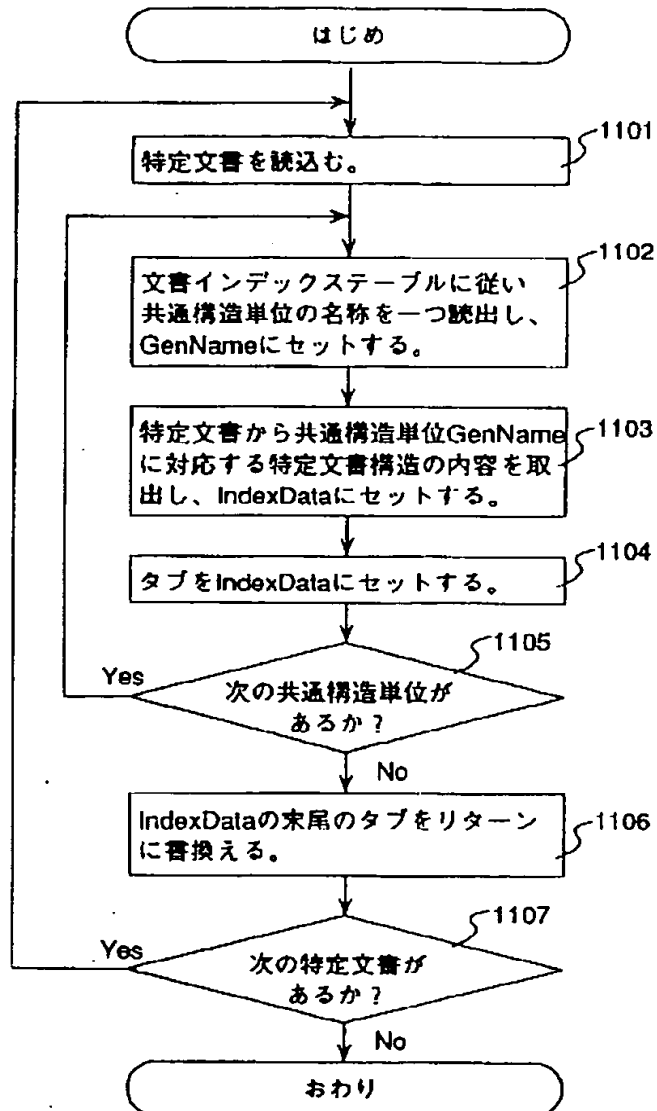 はじめ
1101
特定文書を読込む。
1102
文書インデックステーブルに従い
共通構造単位の名称を一つ読出し、
GenNameにセットする。
1103
特定文書から共通構造単位GenName
に対応する特定文書構造の内容を取
出し、IndexDataにセットする。
1104
タブをIndexDataにセットする。
1105
Yes
次の共通構造単位が
あるか?
No
IndexDataの末尾のタブをリターン
に書換える。
1106
1107
Yes
次の特定文書が
あるか?
No
おわり